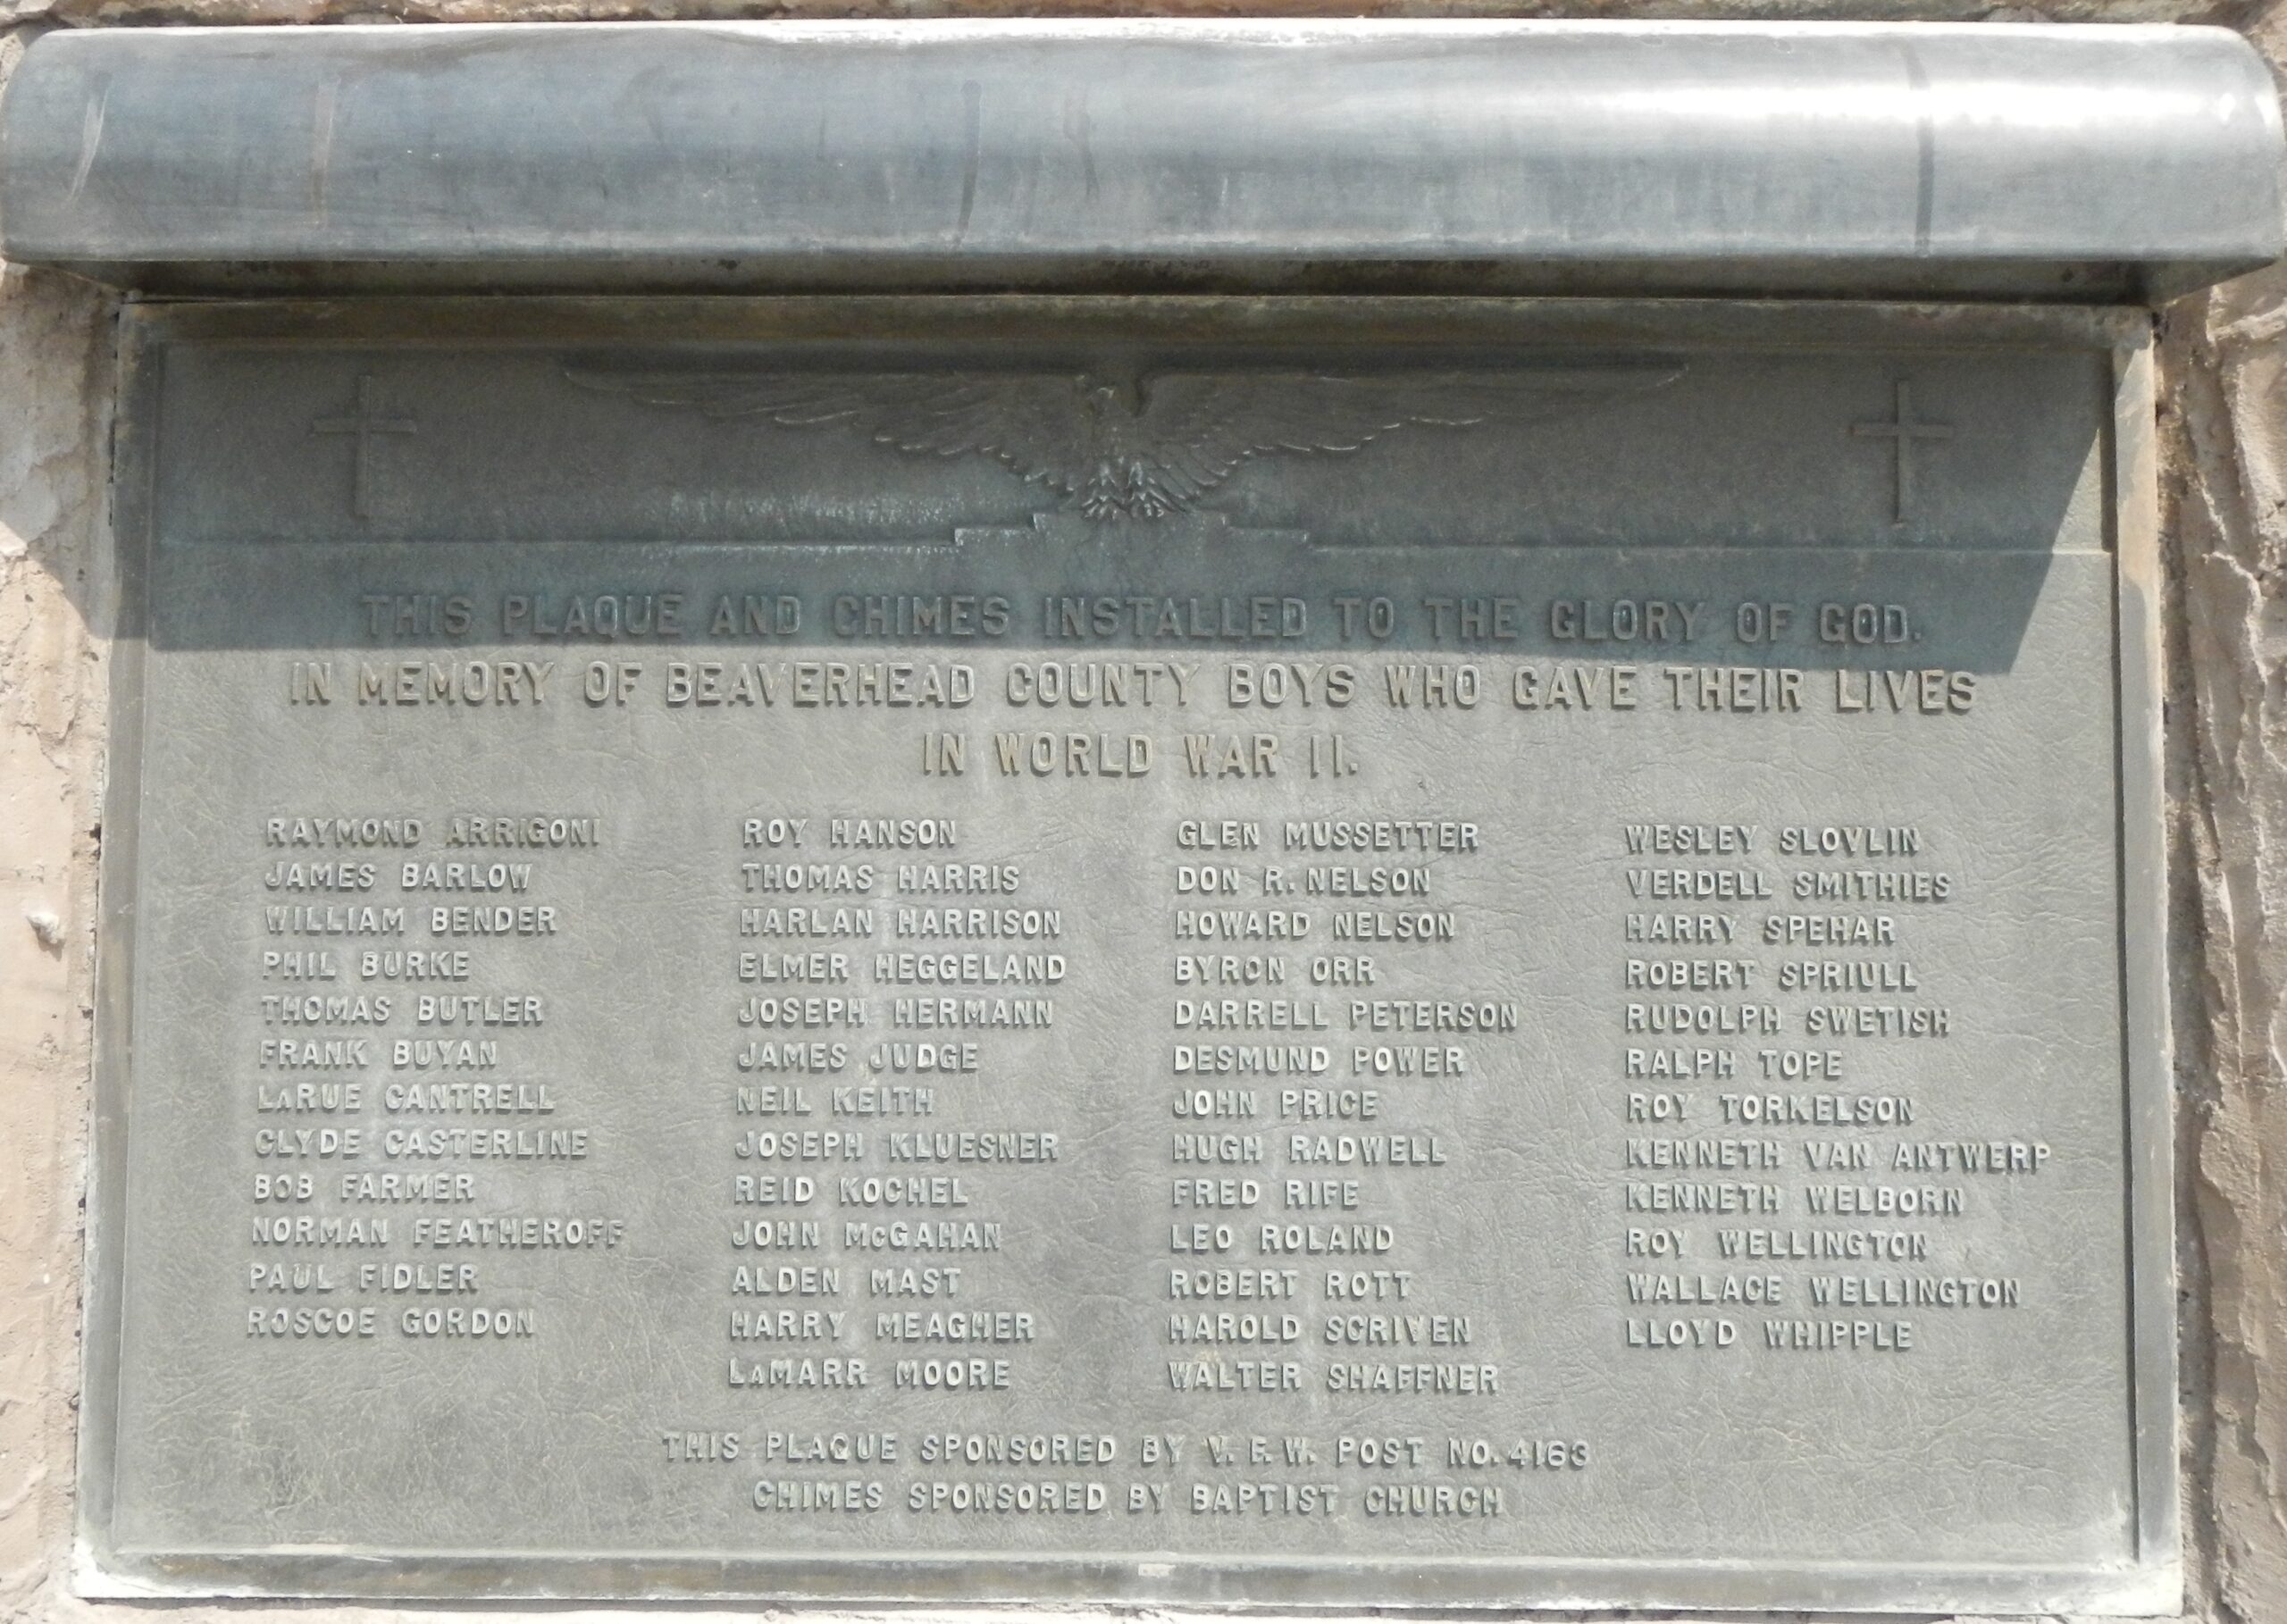 THIS PLAQUE AND CHIMES INSTALLED TO THE GLORY OF GOD.
IN MEMORY OF BEAVERHEAD COUNTY BOYS WHO GAVE THEIR LIVES
IN WORLD WAR II.
RAYMOND ARRIGONI
JAMES BARLOW
WILLIAM BENDER
PHIL BURKE
THOMAS BUTLER
FRANK BUYAN
LaRUE CANTRELL
CLYDE CASTERLINE
BOB FARMER
NORMAN FEATHEROFF
PAUL FIDLER
ROSCOE GORDON
ROY HANSON
THOMAS HARRIS
HARLAN HARRISON
ELMER HEGGELAND
JOSEPH HERMANN
JAMES JUDGE
NEIL KEITH
JOSEPH KLUESNER
REID KOCHEL
JOHN McGAHAN
ALDEN MAST
HARRY MEAGHER
LaMARR MOORE
GLEN MUSSETTER
DON R. NELSON
HOWARD NELSON
BYRON ORR
DARRELL PETERSON
DESMUND POWER
JOHN PRICE
HUGH RADWELL
FRED RIFE
LEO ROLAND
ROBERT ROTT
HAROLD SCRIVEN
WALTER SHAFFNER
WESLEY SLOVLIN
VERDELL SMITHIES
HARRY SPEHAR
ROBERT SPRIULL
RUDOLPH SWETISH
RALPH TOPE
ROY TORKELSON
KENNETH VAN ANTWERP
KENNETH WELBORN
ROY WELLINGTON
WALLACE WELLINGTON
LLOYD WHIPPLE
THIS PLAQUE SPONSORED BY V. F. W. POST NO. 4163
CHIMES SPONSORED BY BAPTIST CHURCH